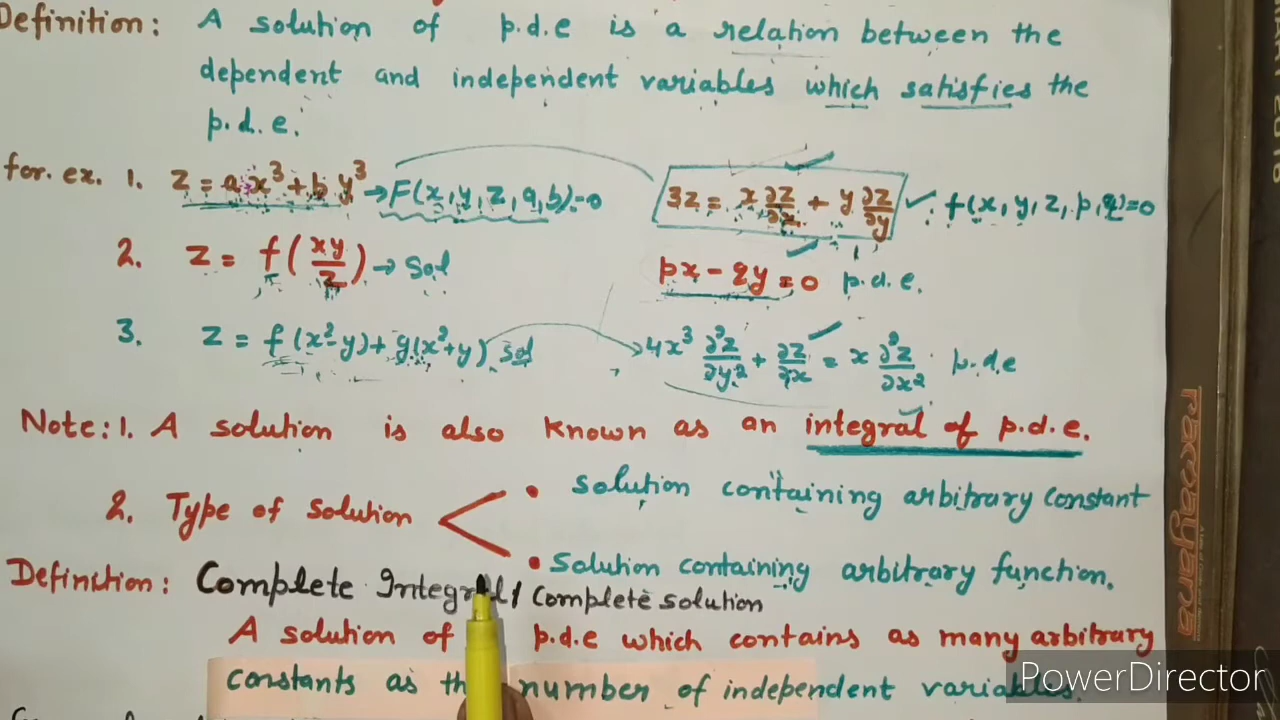 Definition: A solution of p.d.e is a relation between the
dependent and independent variables which satisfies the
p.d.e.
for. ex. 1. z = ax³ + by³ → F(x, y, z, a, b) = 0 3z = x ∂z/∂x + y ∂z/∂y ✓ f(x, y, z, p, q) = 0
2. z = f(xy/z) → Sol px - qy = 0 p.d.e.
3. z = f(x²-y) + g(x²+y) Sol → 4x³ ∂²z/∂y² + ∂z/∂x = x ∂²z/∂x² p.d.e
Note: 1. A solution is also known as an integral of p.d.e.
2. Type of solution < • solution containing arbitrary constant
• Solution containing arbitrary function.
Definition: Complete Integral / Complete solution
A solution of p.d.e which contains as many arbitrary
constants as number of independent variables.
PowerDirector